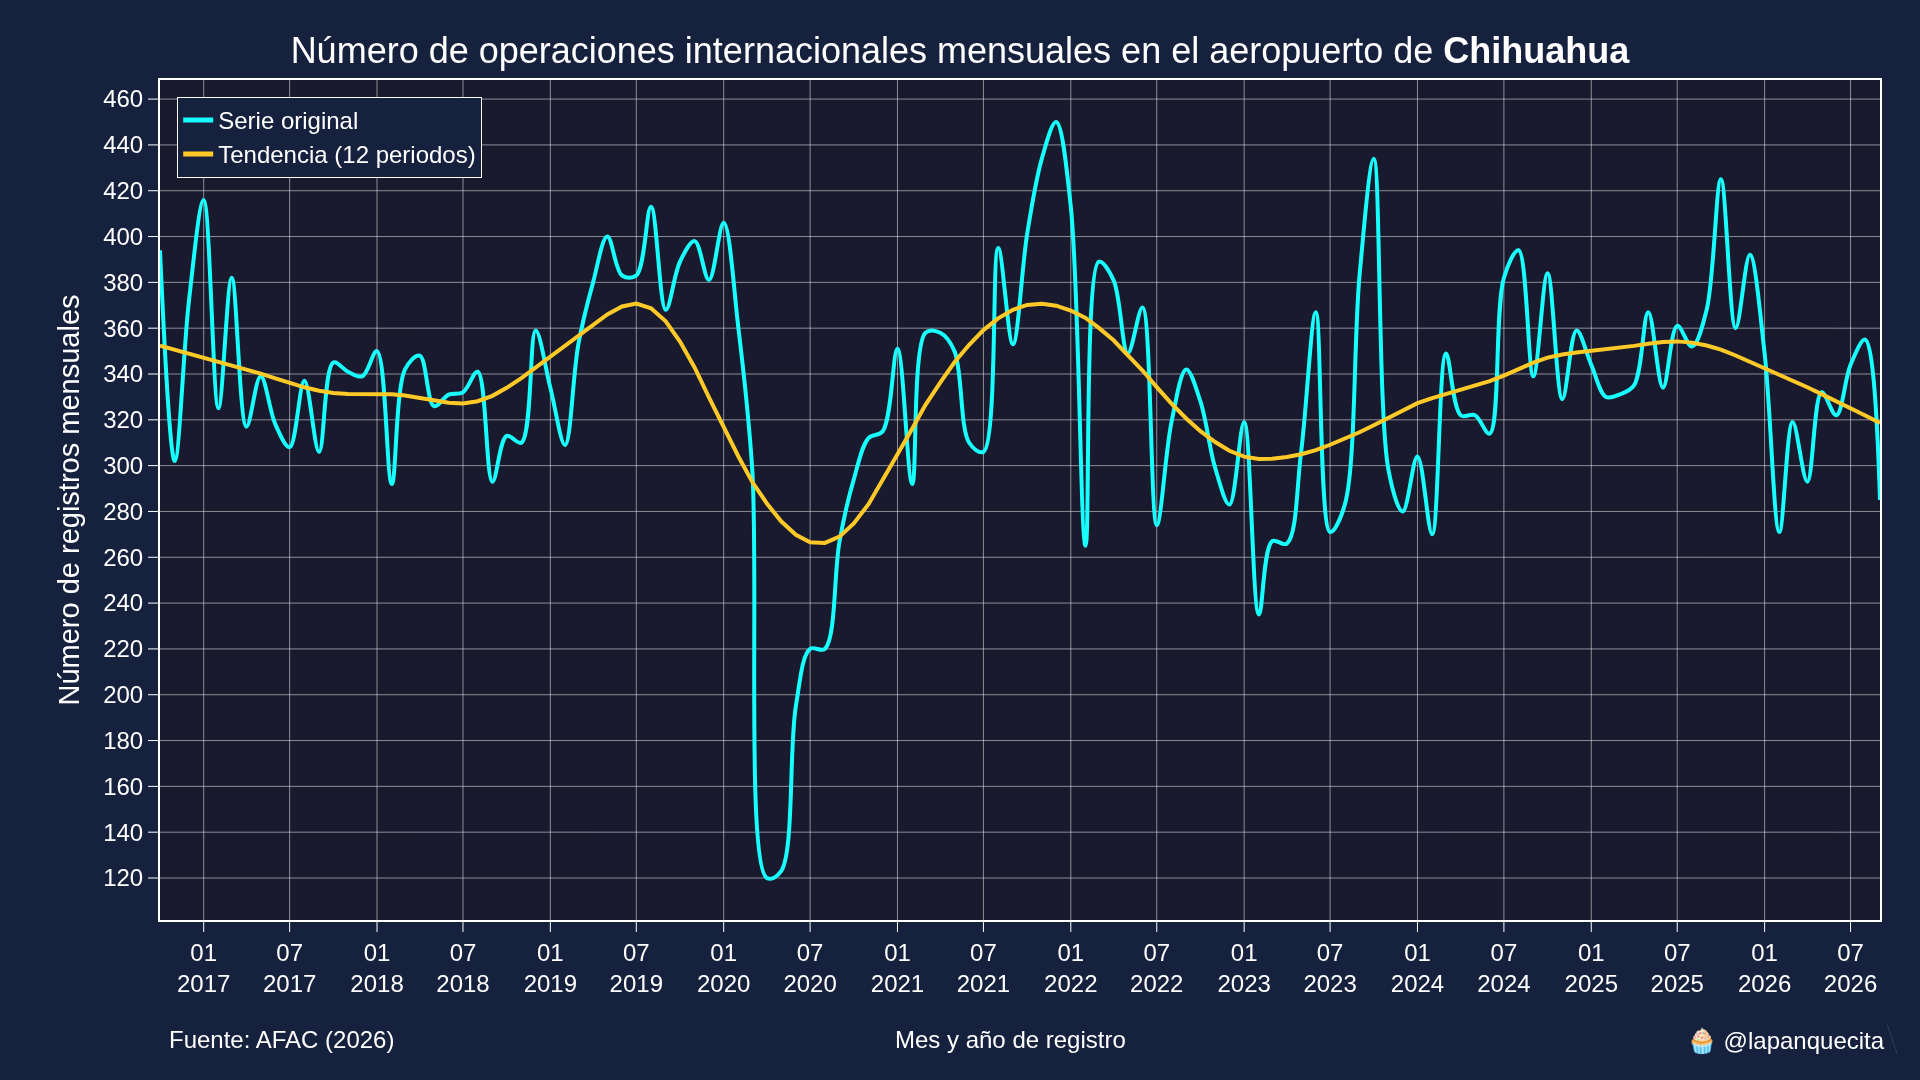 Número de operaciones internacionales mensuales en el aeropuerto de Chihuahua
Serie original
Tendencia (12 periodos)
Número de registros mensuales
460
440
420
400
380
360
340
320
300
280
260
240
220
200
180
160
140
120
01 07 01 07 01 07 01 07 01 07 01 07 01 07 01 07 01 07 01 07
2017 2017 2018 2018 2019 2019 2020 2020 2021 2021 2022 2022 2023 2023 2024 2024 2025 2025 2026 2026
Fuente: AFAC (2026)
Mes y año de registro
🧁 @lapanquecita